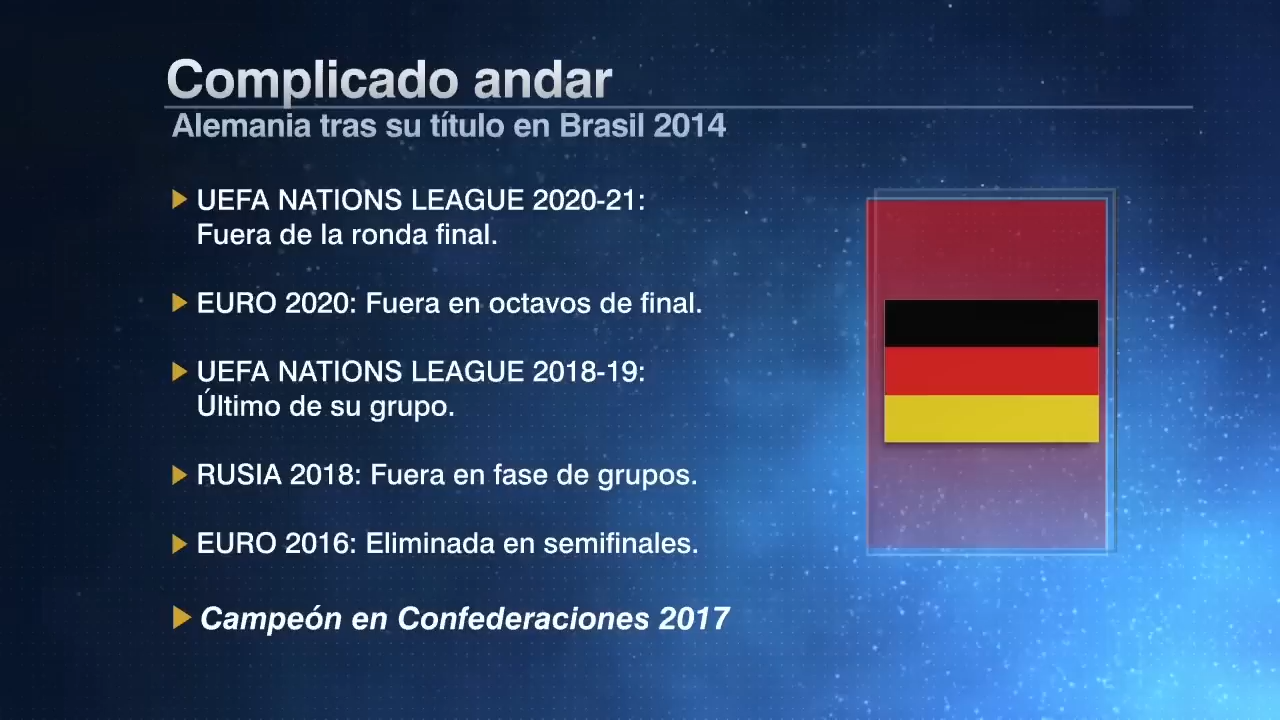 Complicado andar
Alemania tras su título en Brasil 2014
UEFA NATIONS LEAGUE 2020-21:
Fuera de la ronda final.
EURO 2020: Fuera en octavos de final.
UEFA NATIONS LEAGUE 2018-19:
Último de su grupo.
RUSIA 2018: Fuera en fase de grupos.
EURO 2016: Eliminada en semifinales.
Campeón en Confederaciones 2017